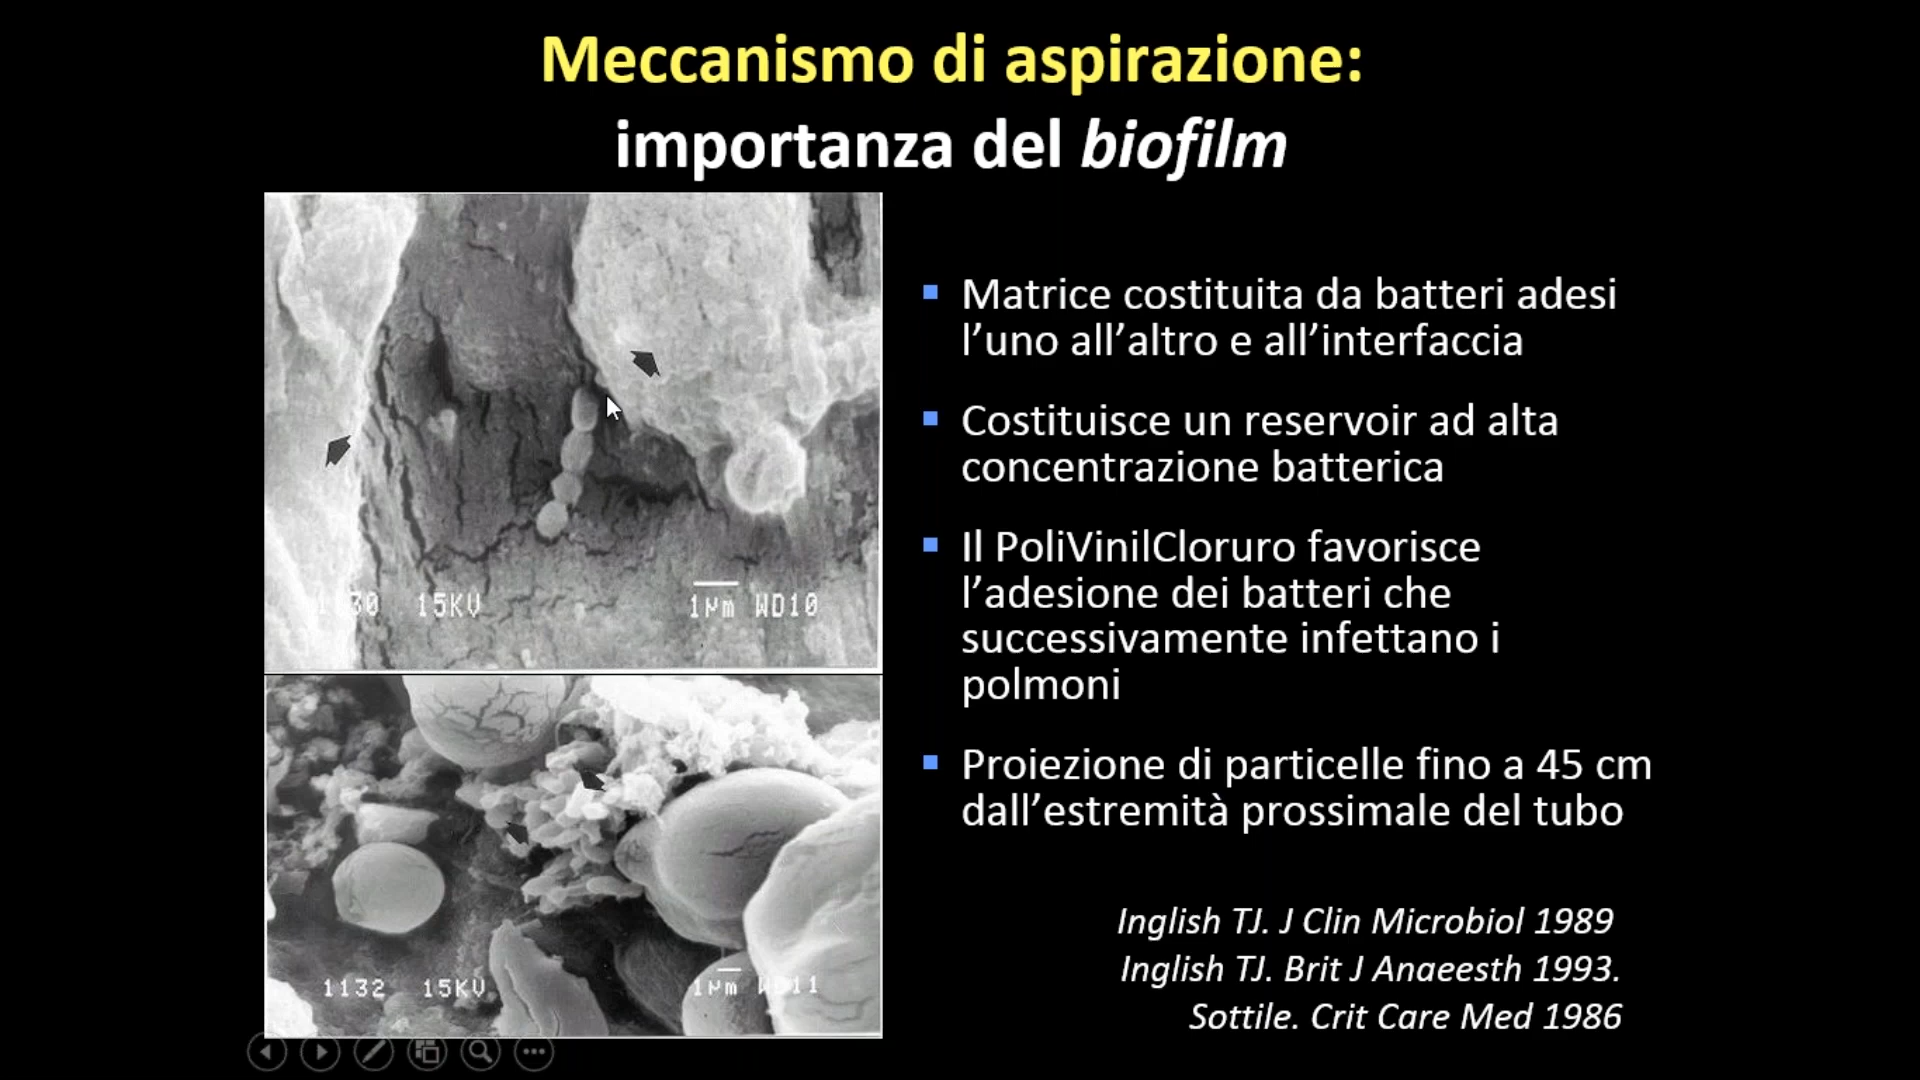 Meccanismo di aspirazione:
importanza del biofilm
Matrice costituita da batteri adesi
l’uno all’altro e all’interfaccia
Costituisce un reservoir ad alta
concentrazione batterica
Il PoliVinilCloruro favorisce
l’adesione dei batteri che
successivamente infettano i
polmoni
Proiezione di particelle fino a 45 cm
dall’estremità prossimale del tubo
Inglish TJ. J Clin Microbiol 1989
Inglish TJ. Brit J Anaeesth 1993.
Sottile. Crit Care Med 1986
15KV 1µm WD10
1132 15KV 1µm